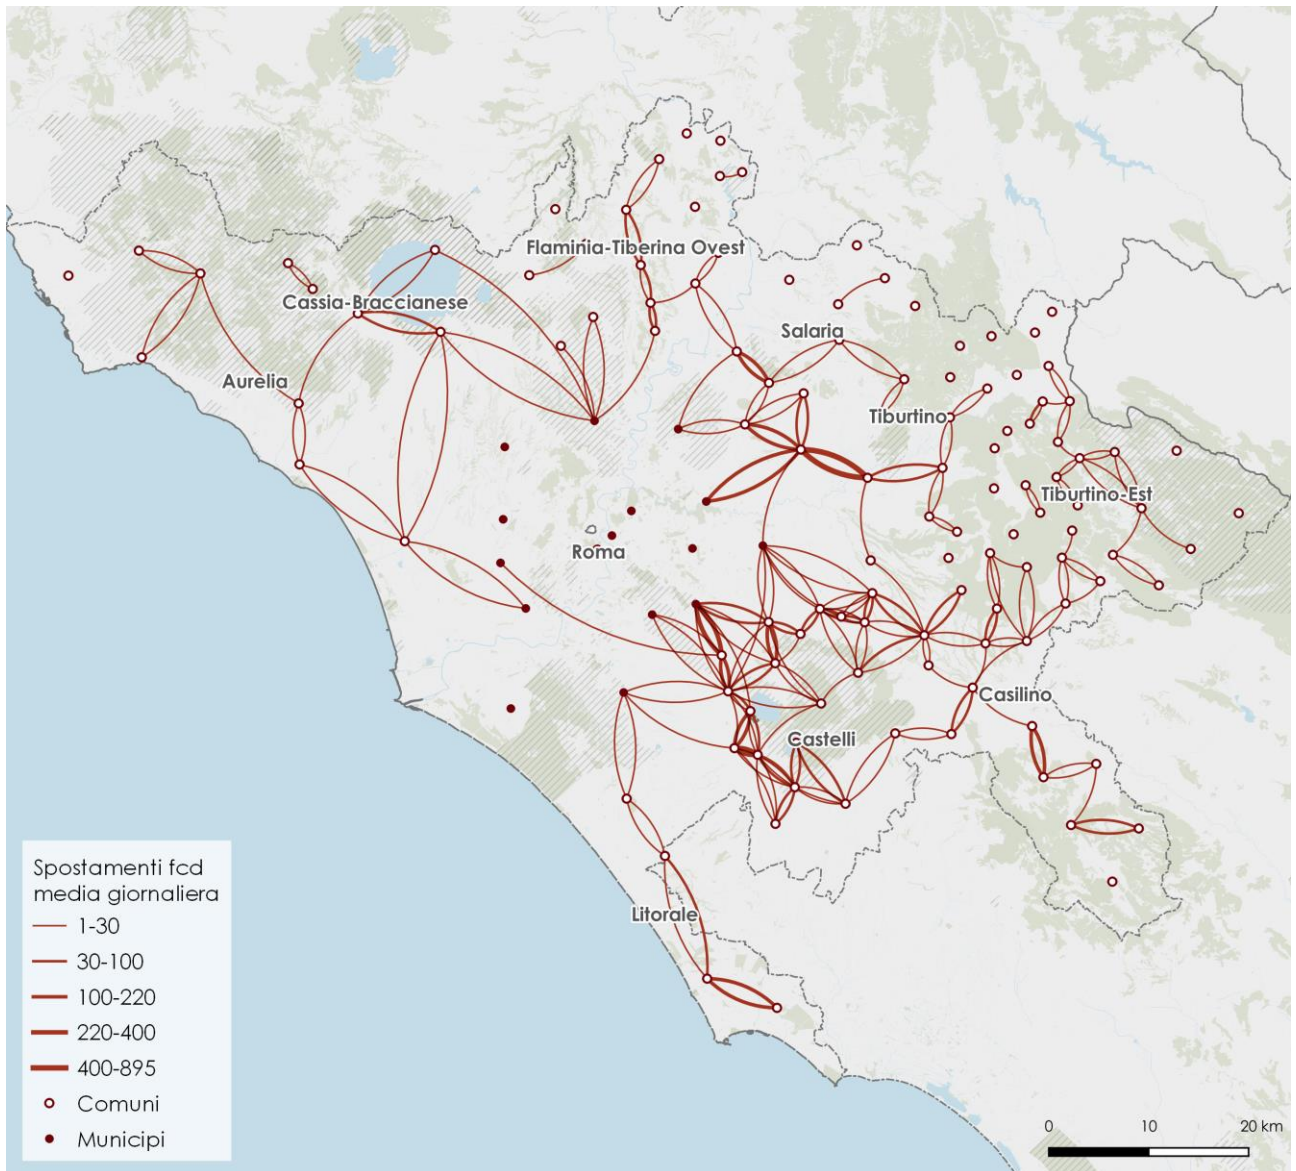 Flaminia-Tiberina Ovest
Cassia-Braccianese
Salaria
Aurelia
Tiburtino
Tiburtino-Est
Roma
Casilino
Castelli
Litorale
Spostamenti fcd
media giornaliera
1-30
30-100
100-220
220-400
400-895
Comuni
Municipi
0 10 20 km